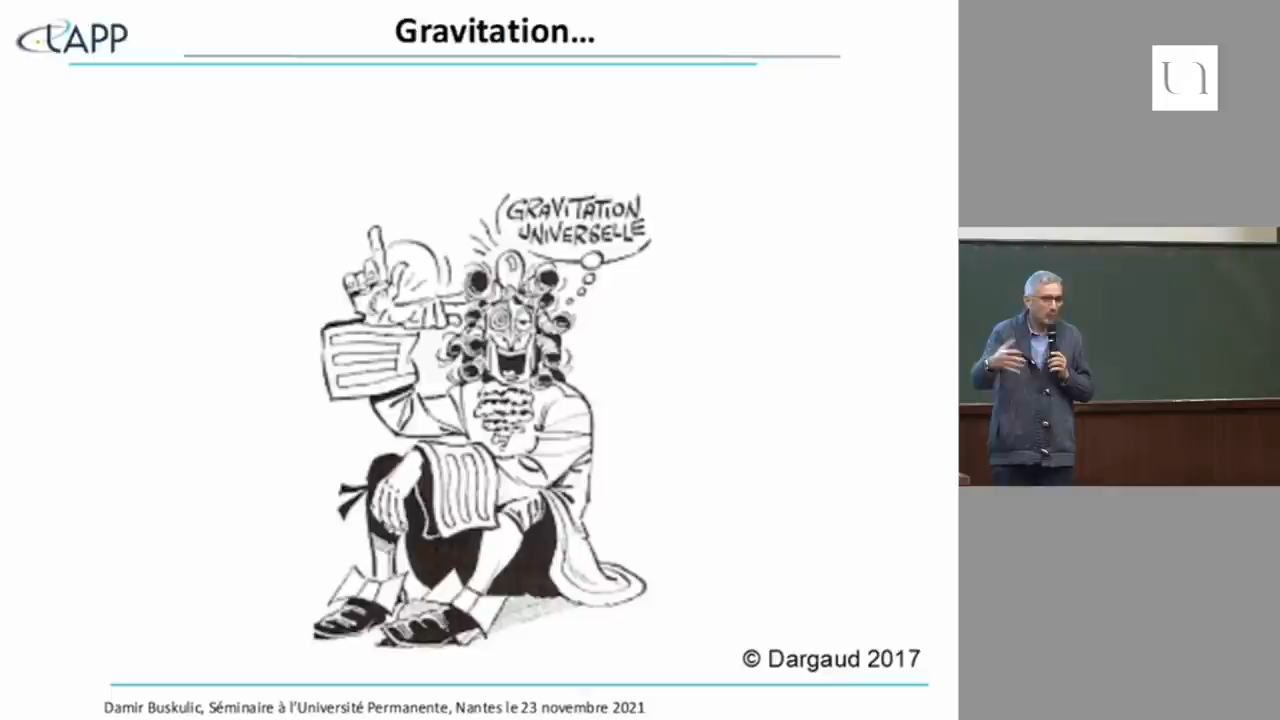 LAPP
Gravitation...
GRAVITATION
UNIVERSELLE
© Dargaud 2017
Damir Buskulic, Séminaire à l'Université Permanente, Nantes le 23 novembre 2021